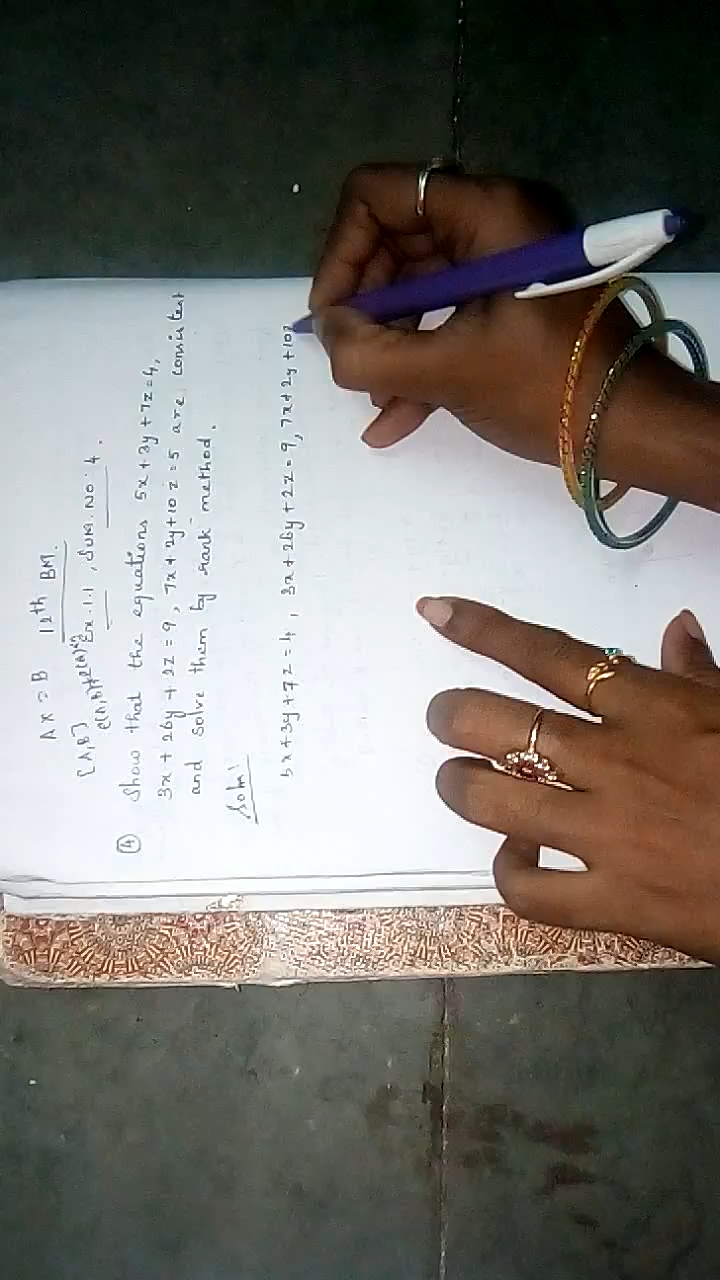 AX = B 12th BM.
[A,B] Ex-1.1, SUM. NO: 4.
④ Show that the equations 5x + 3y + 7z = 4,
3x + 26y + 2z = 9, 7x + 2y + 10z = 5 are consistent
and solve them by rank method.
Soln:
5x + 3y + 7z = 4, 3x + 26y + 2z = 9, 7x + 2y + 10